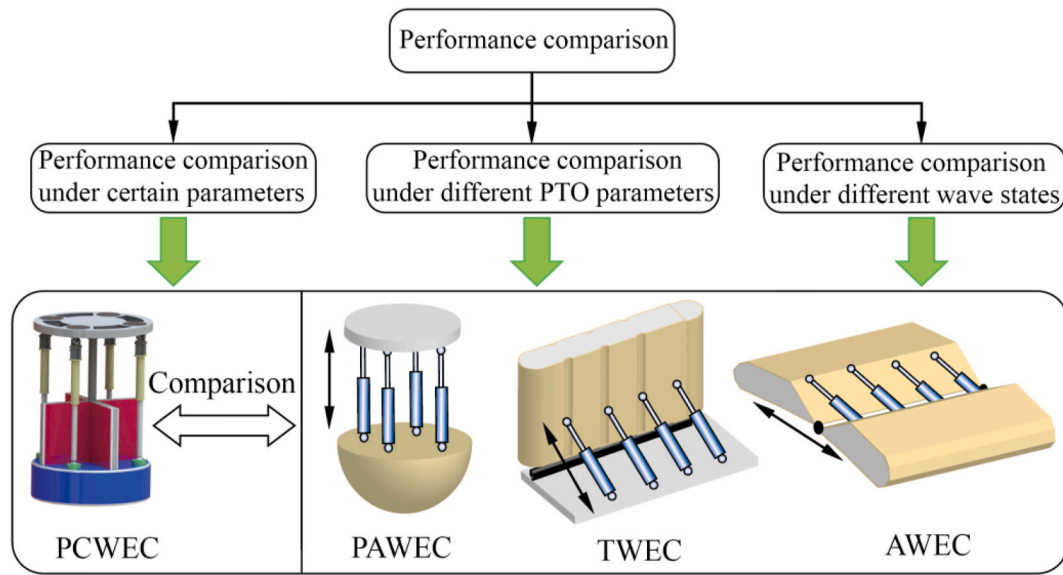 Performance comparison
Performance comparison
under certain parameters
Performance comparison
under different PTO parameters
Performance comparison
under different wave states
Comparison
PCWEC
PAWEC
TWEC
AWEC